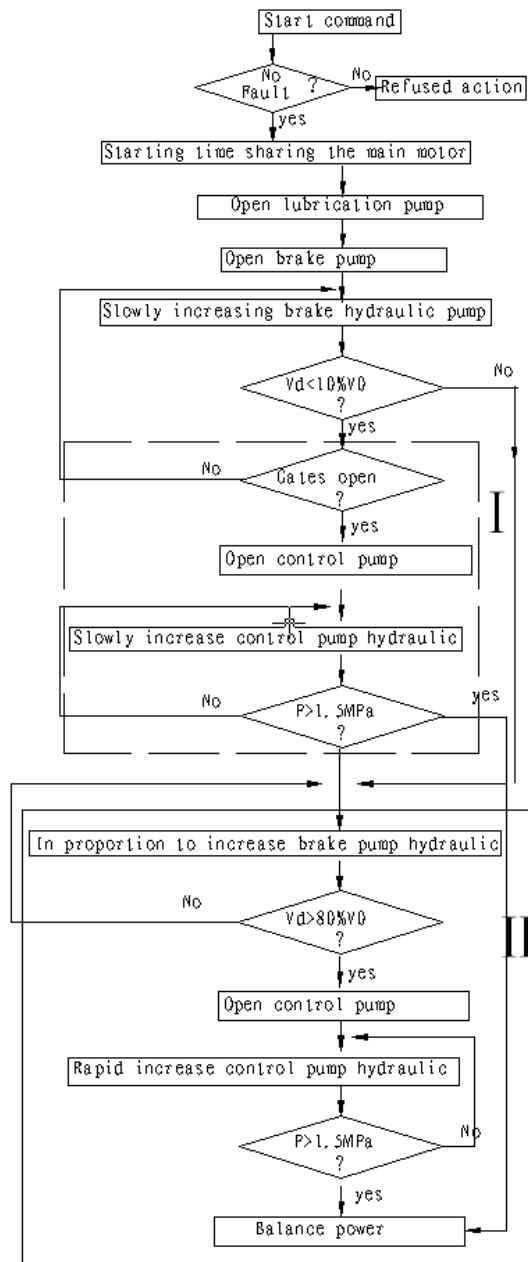 Start command
No
Fault ?
No
Refused action
yes
Starting time sharing the main motor
Open lubrication pump
Open brake pump
Slowly increasing brake hydraulic pump
Vd<10%V0
?
No
yes
Gates open
?
No
I
yes
Open control pump
Slowly increase control pump hydraulic
P>1.5MPa
?
No
yes
In proportion to increase brake pump hydraulic
Vd>80%V0
?
No
II
yes
Open control pump
Rapid increase control pump hydraulic
P>1.5MPa
?
No
yes
Balance power